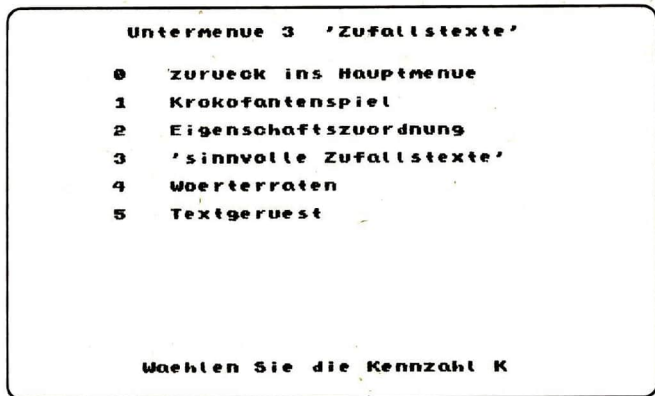 Untermenue 3 'Zufallstexte'
0 zurueck ins Hauptmenue
1 Krokofantenspiel
2 Eigenschaftszuordnung
3 'sinnvolle Zufallstexte'
4 Woerterraten
5 Textgeruest
Waehlen Sie die Kennzahl K